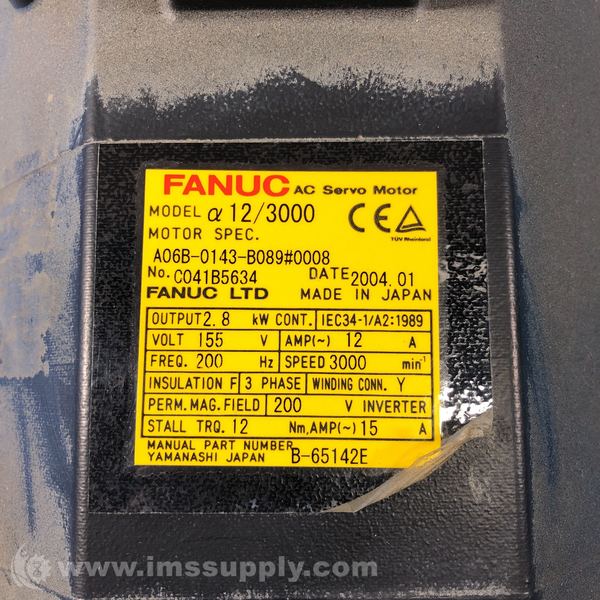 FANUC AC Servo Motor
MODEL α 12/3000
MOTOR SPEC.
TÜV Rheinland
A06B-0143-B089#0008
No. C041B5634 DATE 2004.01
FANUC LTD MADE IN JAPAN
OUTPUT 2.8 kW CONT. IEC34-1/A2:1989
VOLT 155 V AMP(~) 12 A
FREQ. 200 Hz SPEED 3000 min⁻¹
INSULATION F 3 PHASE WINDING CONN. Y
PERM.MAG.FIELD 200 V INVERTER
STALL TRQ. 12 Nm, AMP(~) 15 A
MANUAL PART NUMBER B-65142E
YAMANASHI JAPAN
www.imssupply.com